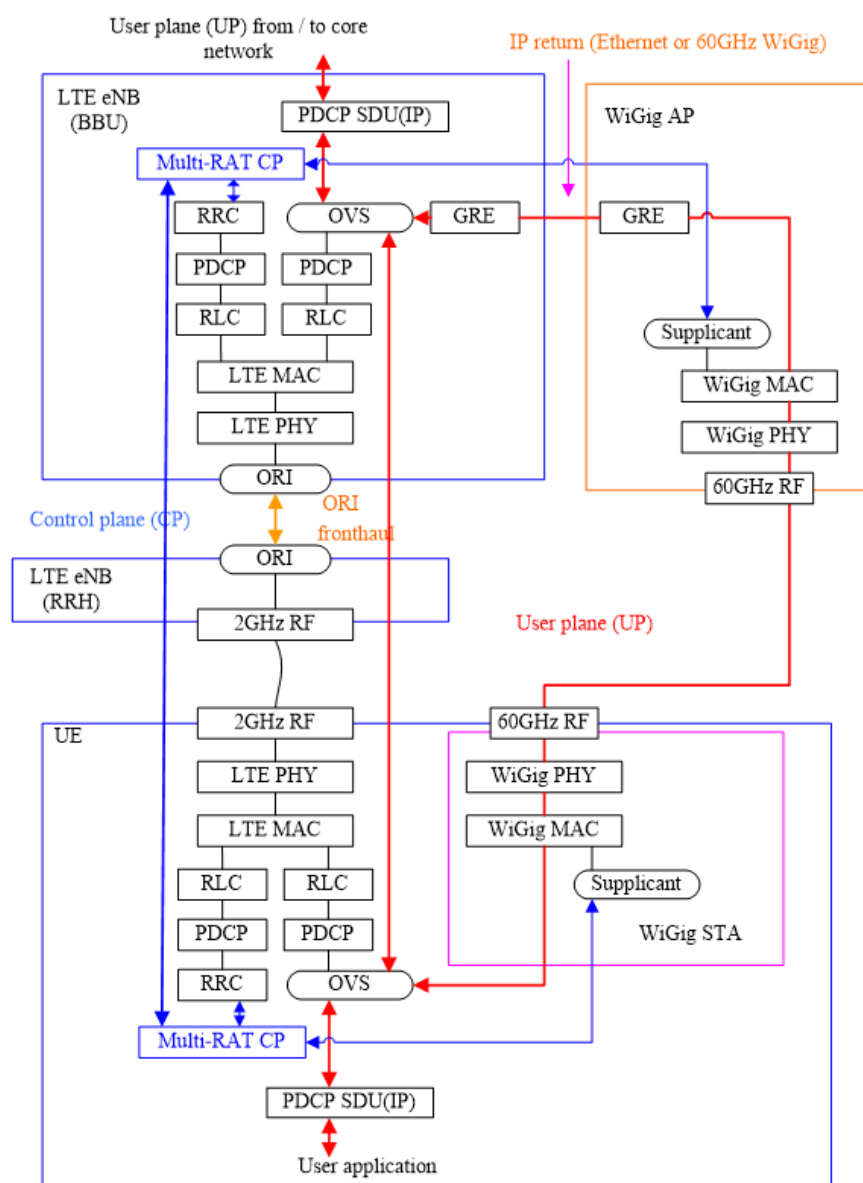 User plane (UP) from / to core
network
IP return (Ethernet or 60GHz WiGig)
LTE eNB
(BBU)
PDCP SDU(IP)
WiGig AP
Multi-RAT CP
RRC
OVS
GRE
GRE
PDCP
PDCP
RLC
RLC
Supplicant
LTE MAC
WiGig MAC
LTE PHY
WiGig PHY
ORI
60GHz RF
Control plane (CP)
ORI
fronthaul
ORI
LTE eNB
(RRH)
2GHz RF
User plane (UP)
UE
2GHz RF
60GHz RF
LTE PHY
WiGig PHY
LTE MAC
WiGig MAC
RLC
RLC
Supplicant
PDCP
PDCP
WiGig STA
RRC
OVS
Multi-RAT CP
PDCP SDU(IP)
User application